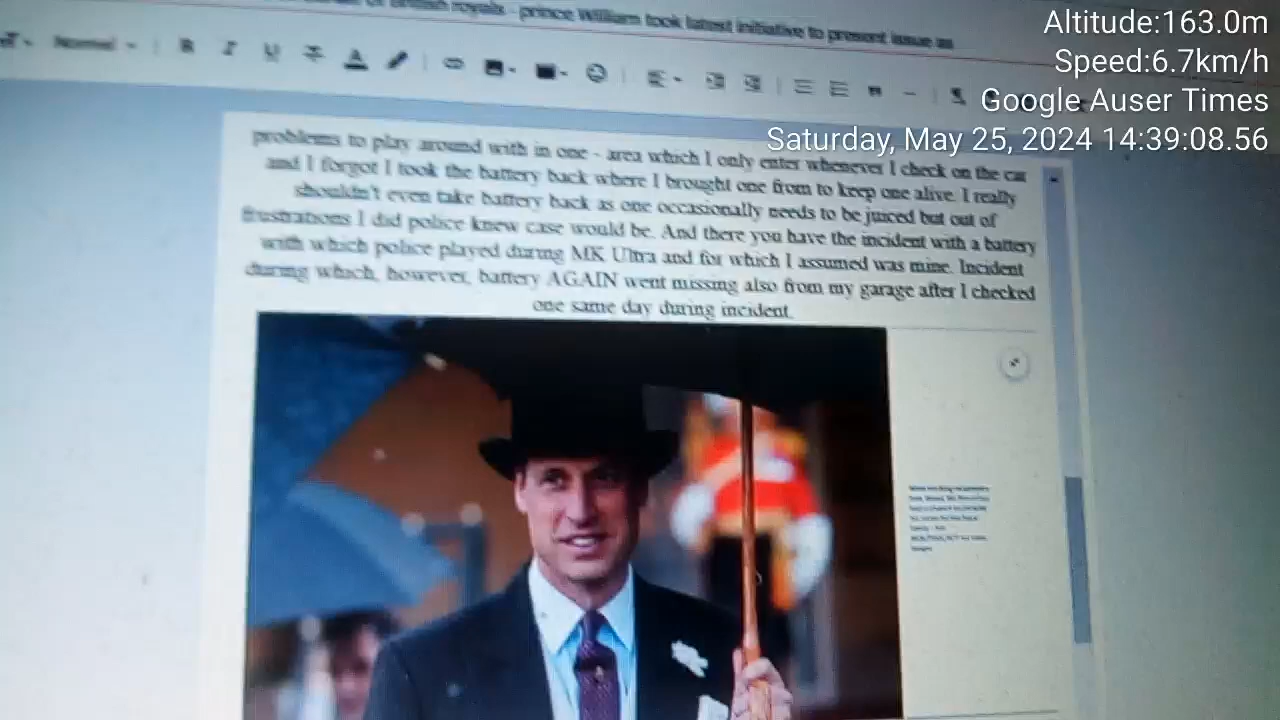 of British royals - prince William took latest initiative to present issue as
Normal
Altitude:163.0m
Speed:6.7km/h
Google Auser Times
Saturday, May 25, 2024 14:39:08.56
problems to play around with in one - area which I only enter whenever I check on the car
and I forgot I took the battery back where I brought one from to keep one alive. I really
shouldn't even take battery back as one occasionally needs to be juiced but out of
frustrations I did police knew case would be. And there you have the incident with a battery
with which police played during MK Ultra and for which I assumed was mine. Incident
during which, however, battery AGAIN went missing also from my garage after I checked
one same day during incident.